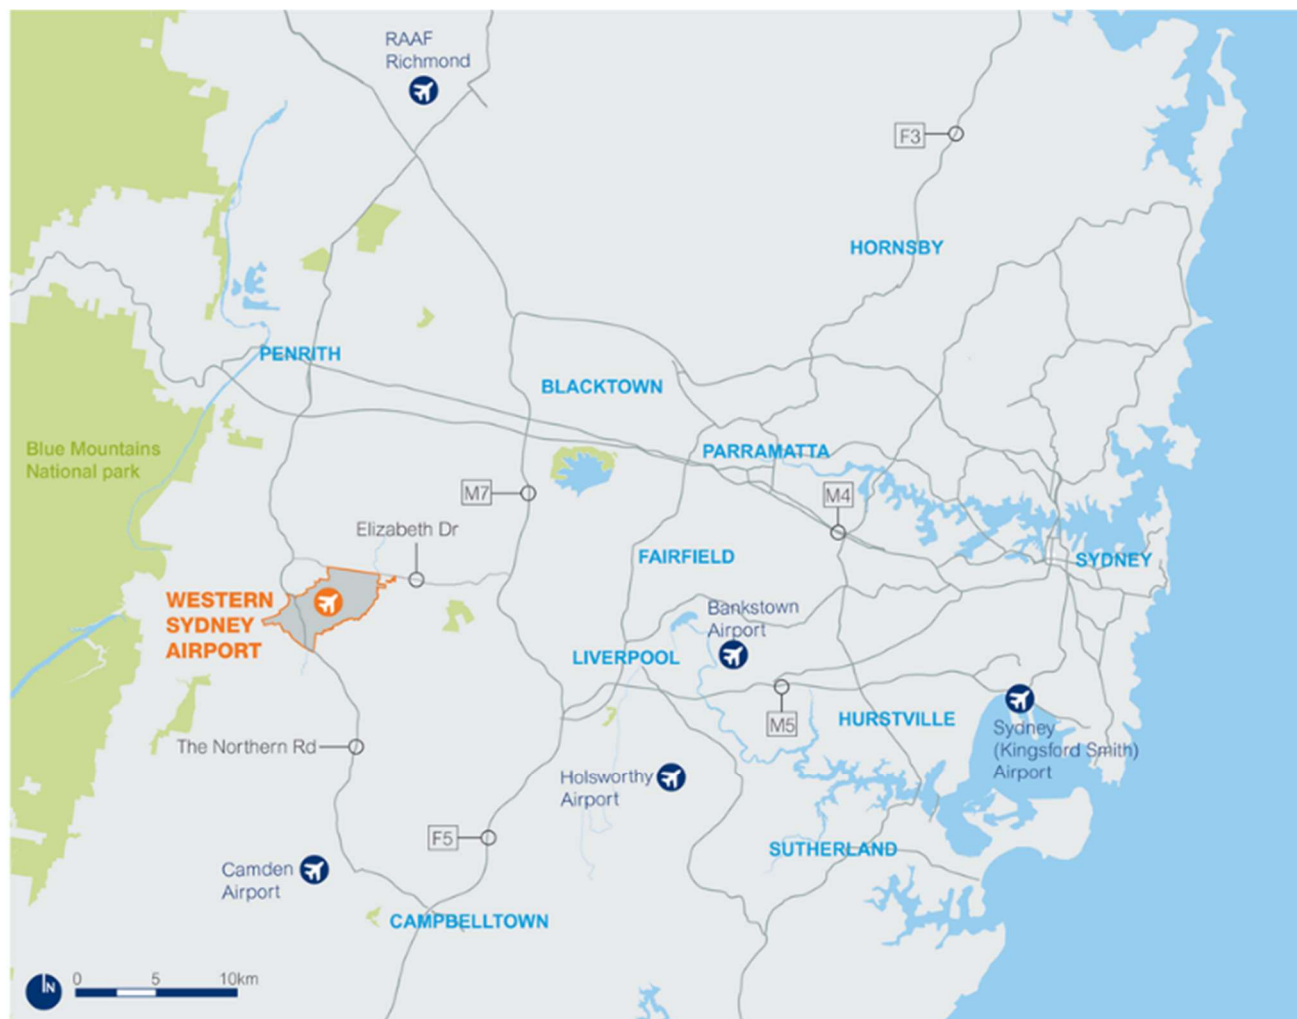 RAAF
Richmond
F3
HORNSBY
PENRITH
BLACKTOWN
Blue Mountains
National park
PARRAMATTA
M7
M4
Elizabeth Dr
FAIRFIELD
SYDNEY
WESTERN
SYDNEY
AIRPORT
Bankstown
Airport
LIVERPOOL
M5
HURSTVILLE
Sydney
(Kingsford Smith)
Airport
The Northern Rd
Holsworthy
Airport
F5
SUTHERLAND
Camden
Airport
CAMPBELLTOWN
N
0 5 10km